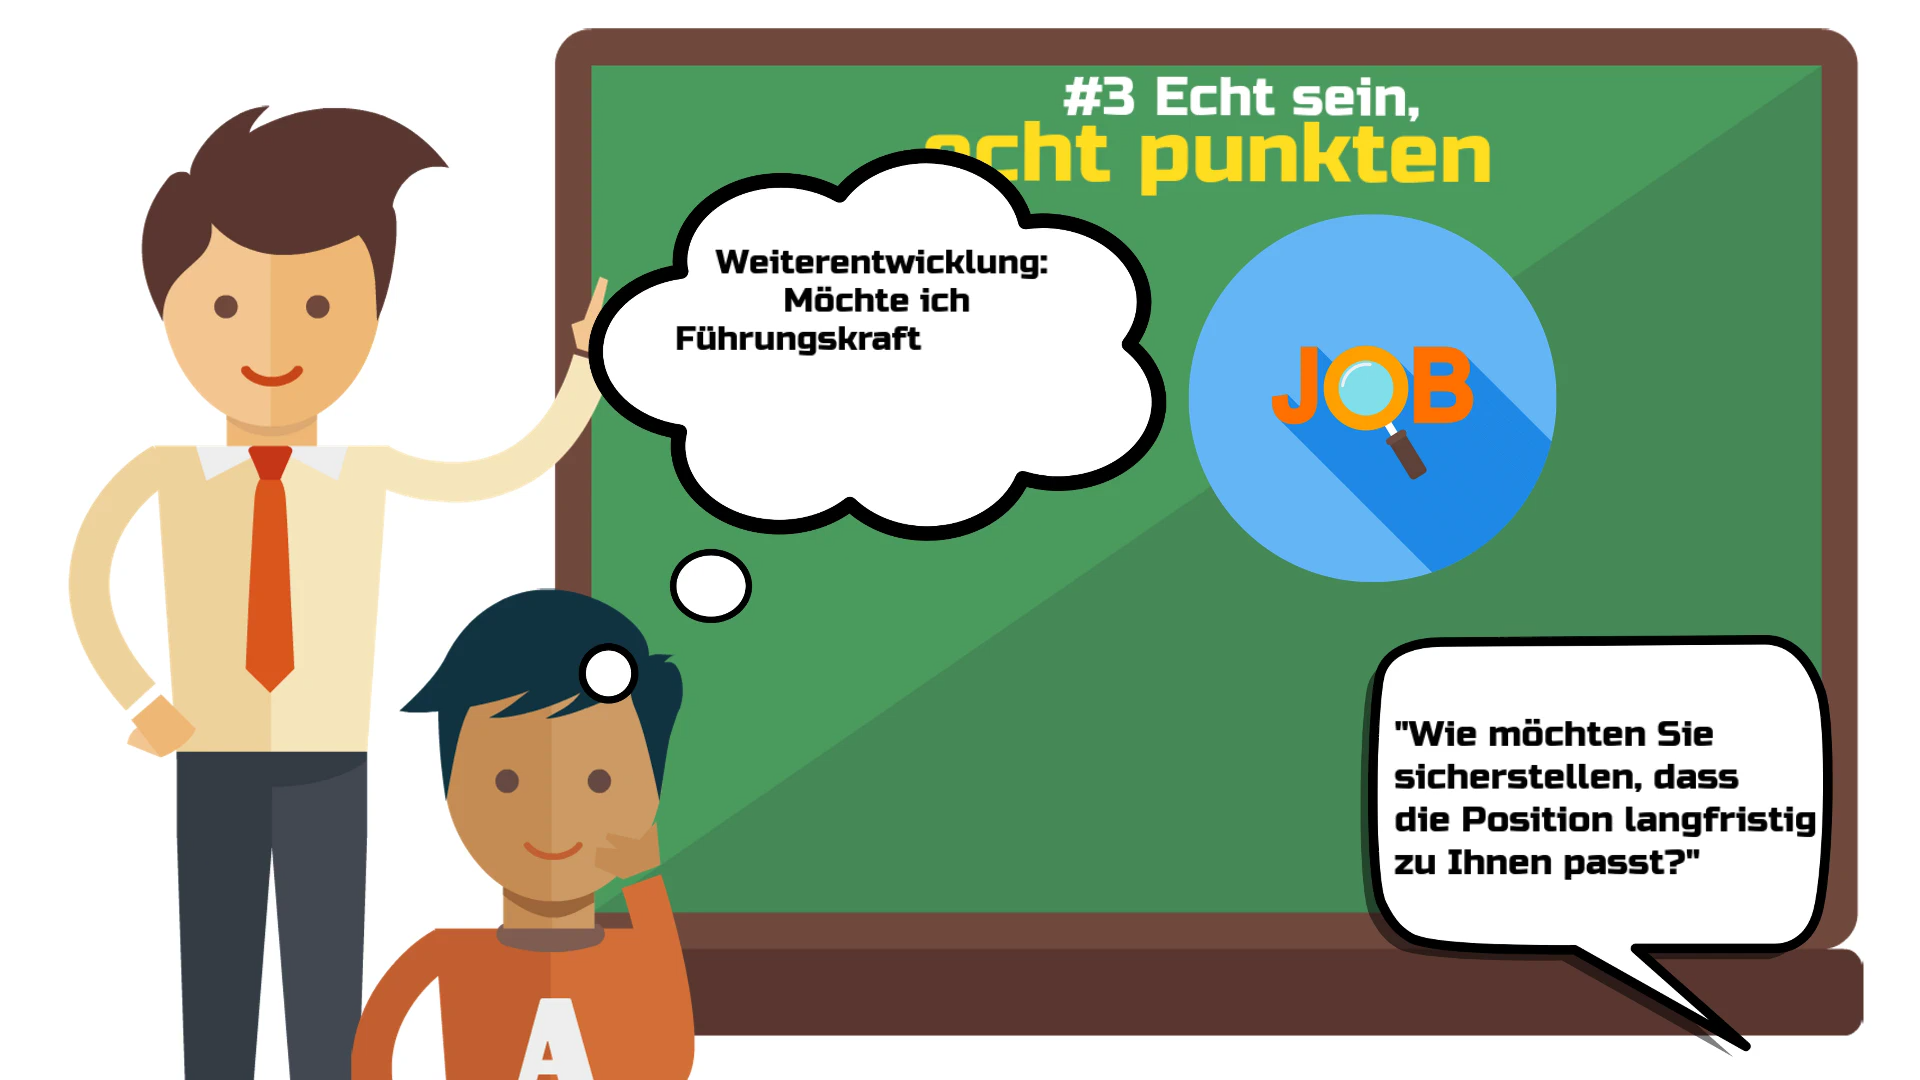 #3 Echt sein,
echt punkten
Weiterentwicklung:
Möchte ich
Führungskraft
JOB
"Wie möchten Sie
sicherstellen, dass
die Position langfristig
zu Ihnen passt?"
A